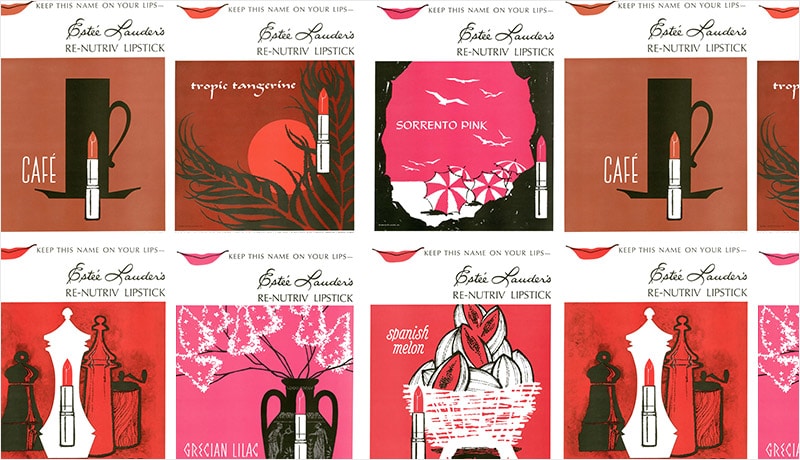 KEEP THIS NAME ON YOUR LIPS—
Estée Lauder's
RE-NUTRIV LIPSTICK
CAFÉ
KEEP THIS NAME ON YOUR LIPS—
Estée Lauder's
RE-NUTRIV LIPSTICK
tropic tangerine
KEEP THIS NAME ON YOUR LIPS—
Estée Lauder's
RE-NUTRIV LIPSTICK
SORRENTO PINK
KEEP THIS NAME ON YOUR LIPS—
Estée Lauder's
RE-NUTRIV LIPSTICK
CAFÉ
tropic
KEEP THIS NAME ON YOUR LIPS—
Estée Lauder's
RE-NUTRIV LIPSTICK
KEEP THIS NAME ON YOUR LIPS—
Estée Lauder's
RE-NUTRIV LIPSTICK
GRECIAN LILAC
KEEP THIS NAME ON YOUR LIPS—
Estée Lauder's
RE-NUTRIV LIPSTICK
spanish
melon
KEEP THIS NAME ON YOUR LIPS—
Estée Lauder's
RE-NUTRIV LIPSTICK